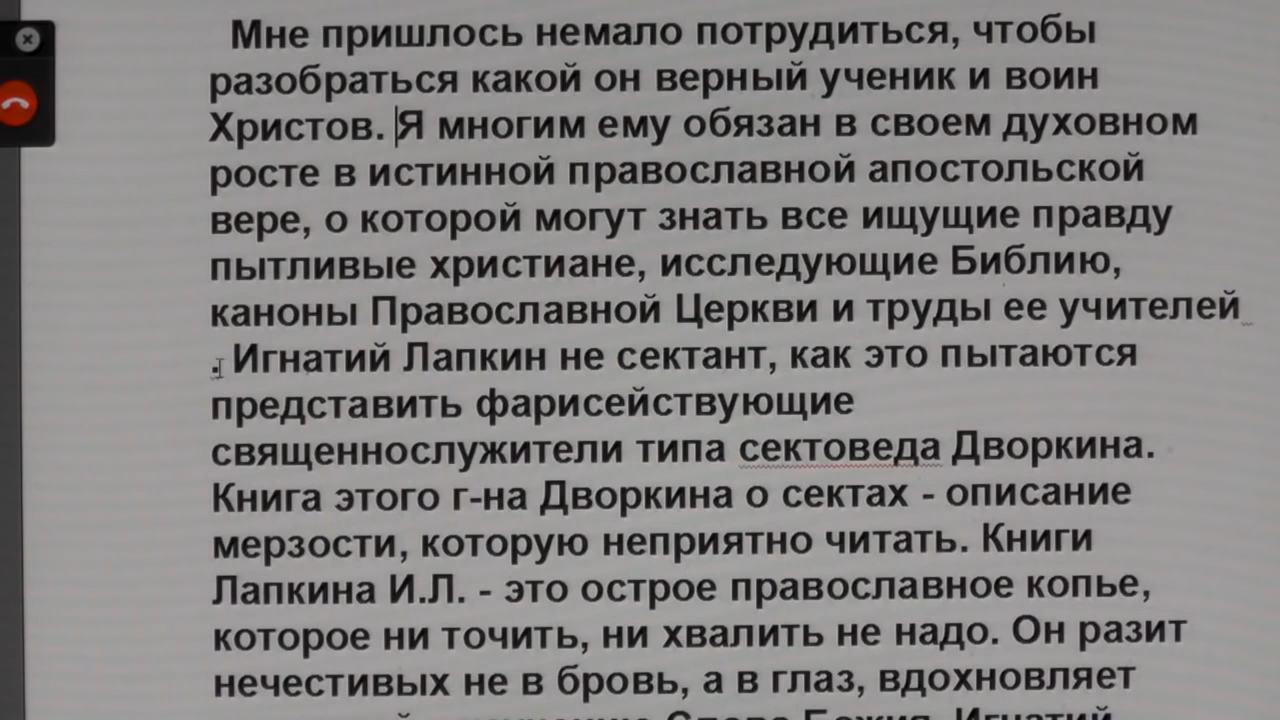 Мне пришлось немало потрудиться, чтобы
разобраться какой он верный ученик и воин
Христов. Я многим ему обязан в своем духовном
росте в истинной православной апостольской
вере, о которой могут знать все ищущие правду
пытливые христиане, исследующие Библию,
каноны Православной Церкви и труды ее учителей
. Игнатий Лапкин не сектант, как это пытаются
представить фарисействующие
священнослужители типа сектоведа Дворкина.
Книга этого г-на Дворкина о сектах - описание
мерзости, которую неприятно читать. Книги
Лапкина И.Л. - это острое православное копье,
которое ни точить, ни хвалить не надо. Он разит
нечестивых не в бровь, а в глаз, вдохновляет
Слова Божия. Игнатий